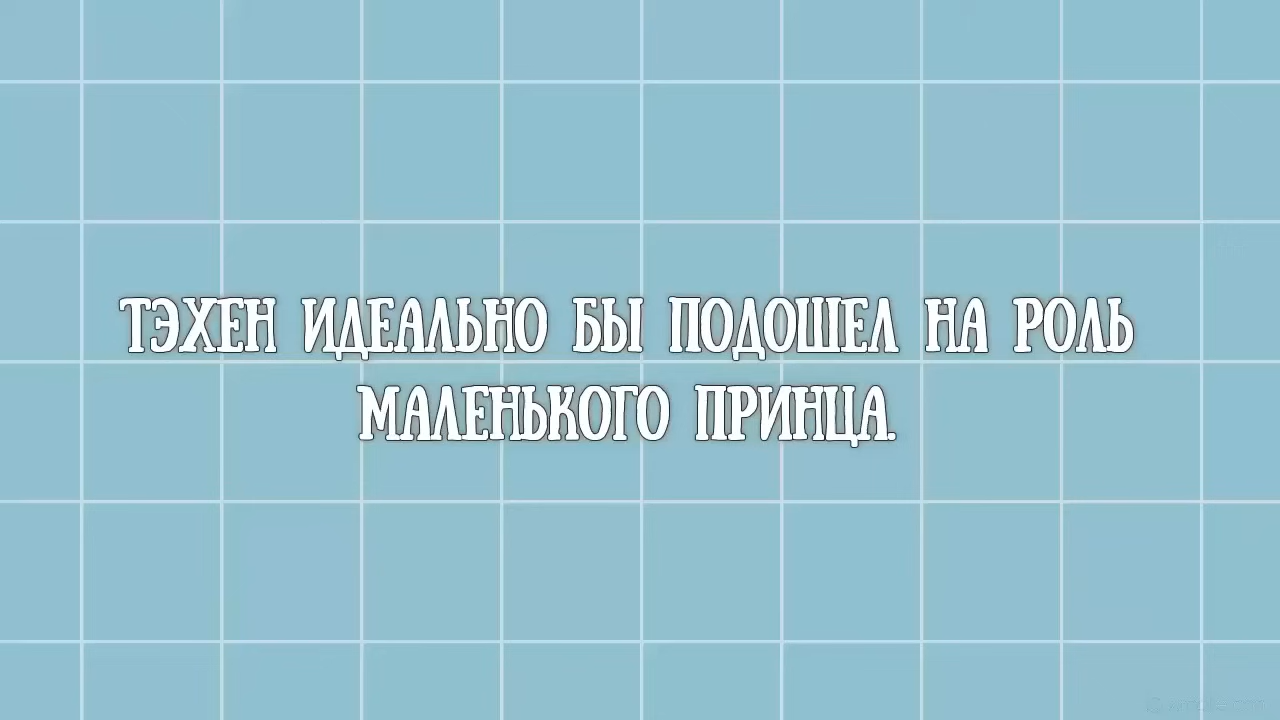 ТЭХЕН ИДЕАЛЬНО БЫ ПОДОШЕЛ НА РОЛЬ
МАЛЕНЬКОГО ПРИНЦА.